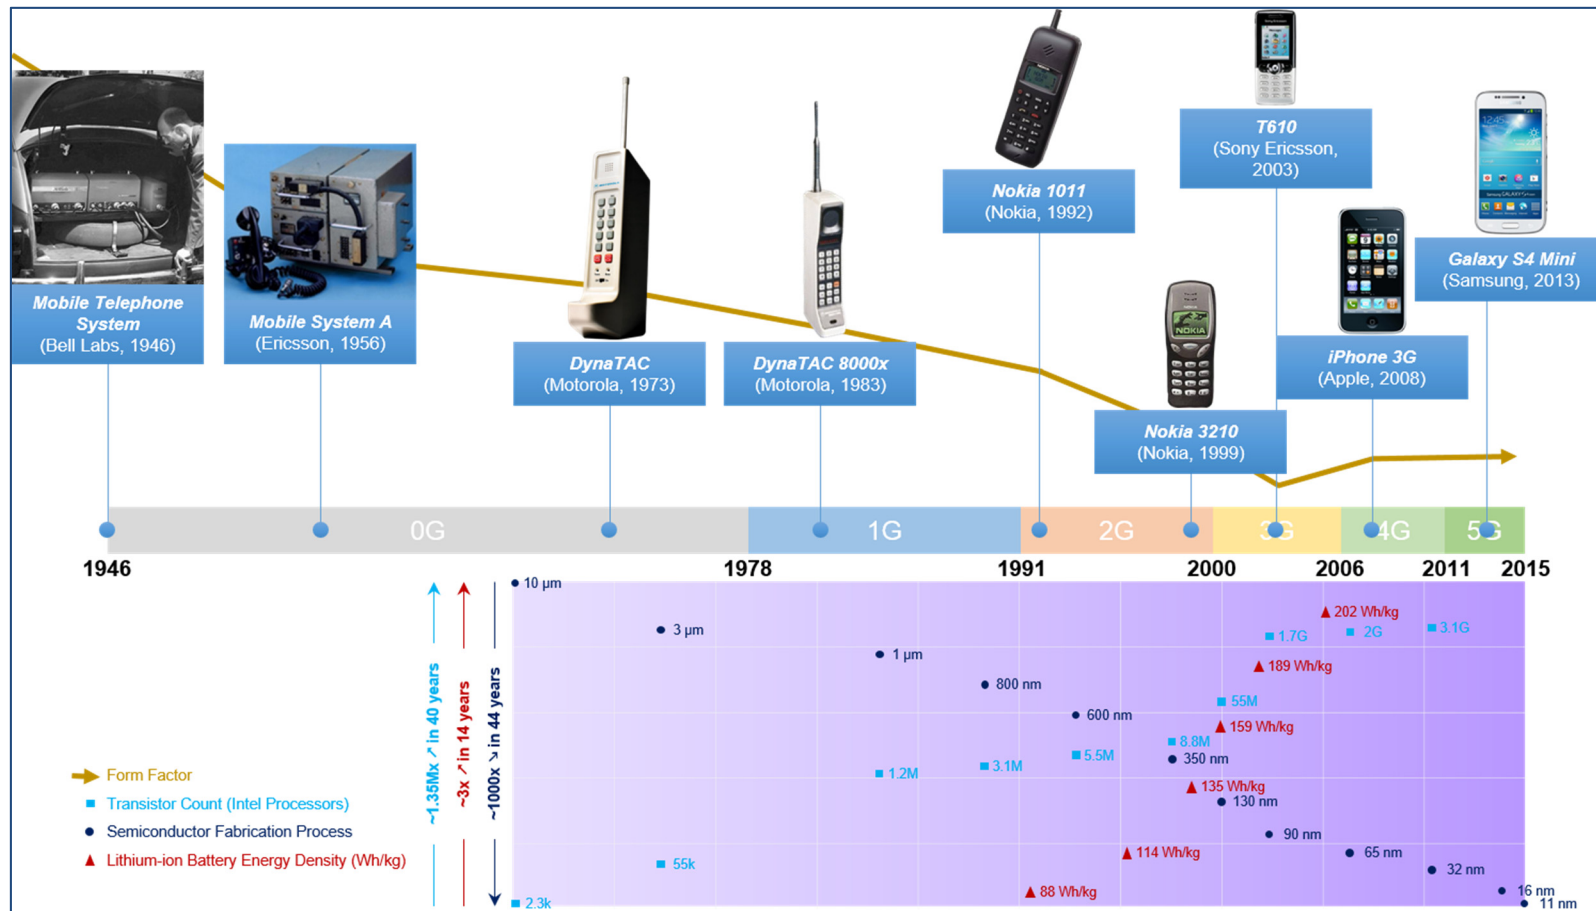 T610
(Sony Ericsson,
2003)
Nokia 1011
(Nokia, 1992)
Galaxy S4 Mini
(Samsung, 2013)
Mobile Telephone
System
(Bell Labs, 1946)
Mobile System A
(Ericsson, 1956)
DynaTAC
(Motorola, 1973)
DynaTAC 8000x
(Motorola, 1983)
NOKIA
iPhone 3G
(Apple, 2008)
Nokia 3210
(Nokia, 1999)
0G
1G
2G
3G
4G
5G
1946
1978
1991
2000
2006
2011
2015
~1.35Mx ↗ in 40 years
~3x ↗ in 14 years
~1000x ↘ in 44 years
10 µm
3 µm
1 µm
800 nm
600 nm
350 nm
130 nm
90 nm
65 nm
32 nm
16 nm
11 nm
2.3k
55k
1.2M
3.1M
5.5M
8.8M
55M
1.7G
2G
3.1G
88 Wh/kg
114 Wh/kg
135 Wh/kg
159 Wh/kg
189 Wh/kg
202 Wh/kg
Form Factor
Transistor Count (Intel Processors)
Semiconductor Fabrication Process
Lithium-ion Battery Energy Density (Wh/kg)